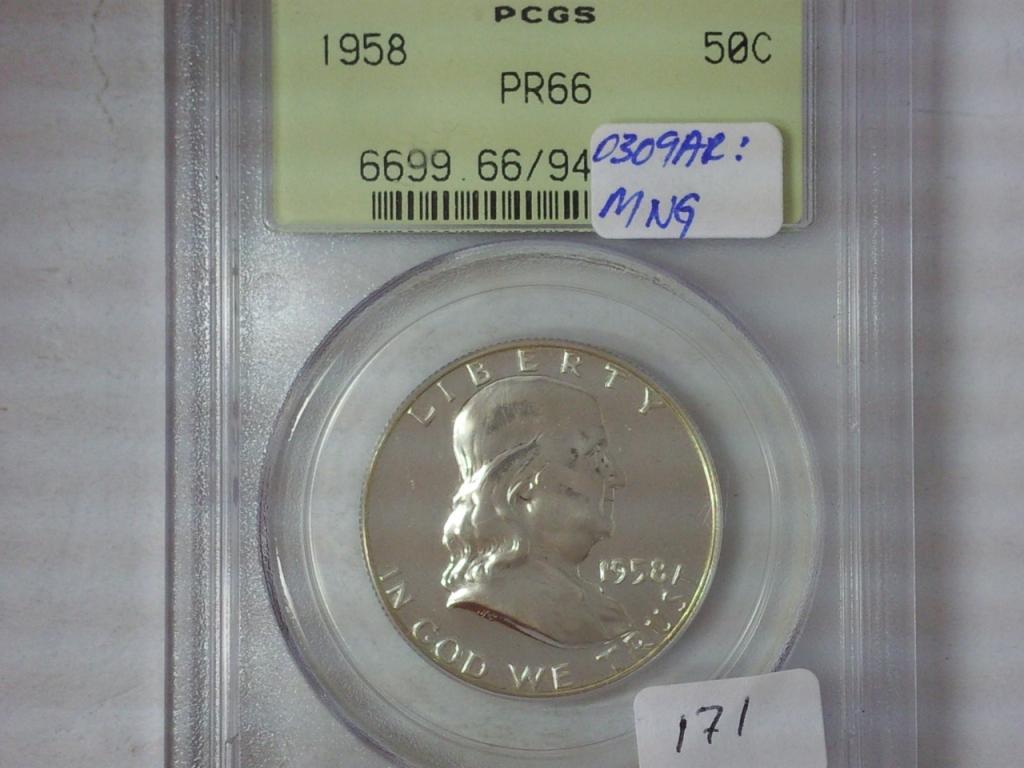 PCGS
1958 50C
PR66
6699.66/94
0309AR:
MNG
LIBERTY
1958
IN GOD WE TRUST
171